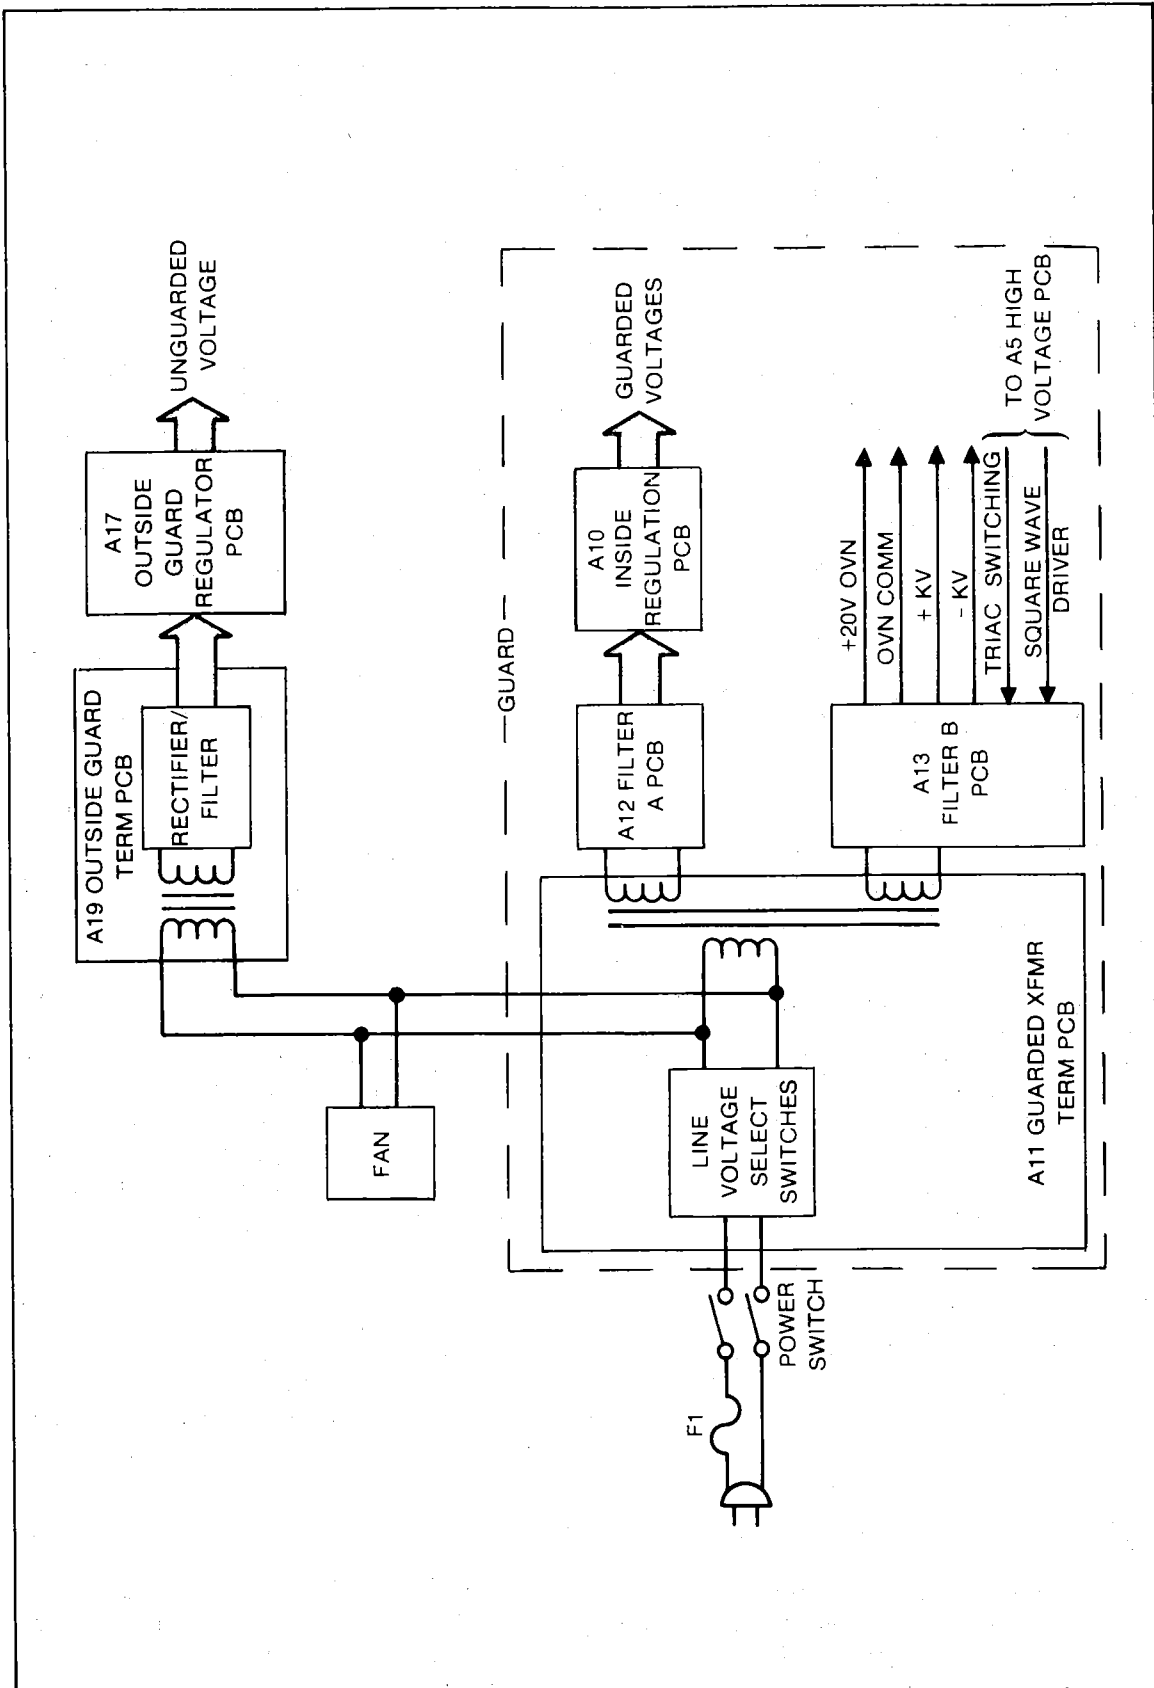 A19 OUTSIDE GUARD
TERM PCB
RECTIFIER/
FILTER
A17
OUTSIDE
GUARD
REGULATOR
PCB
UNGUARDED
VOLTAGE
FAN
GUARD
F1
POWER
SWITCH
LINE
VOLTAGE
SELECT
SWITCHES
A11 GUARDED XFMR
TERM PCB
A12 FILTER
A PCB
A10
INSIDE
REGULATION
PCB
GUARDED
VOLTAGES
A13
FILTER B
PCB
+20V OVN
OVN COMM
+ KV
- KV
TRIAC SWITCHING
SQUARE WAVE
DRIVER
TO A5 HIGH
VOLTAGE PCB